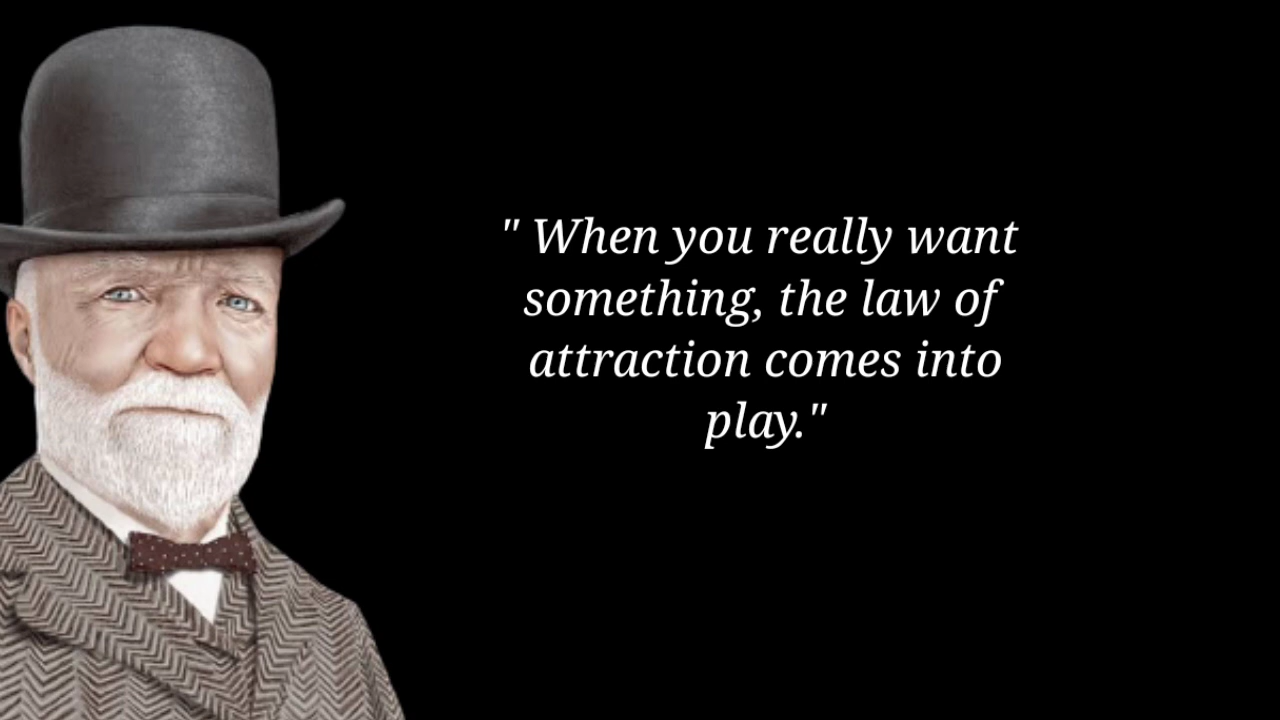 " When you really want
something, the law of
attraction comes into
play."